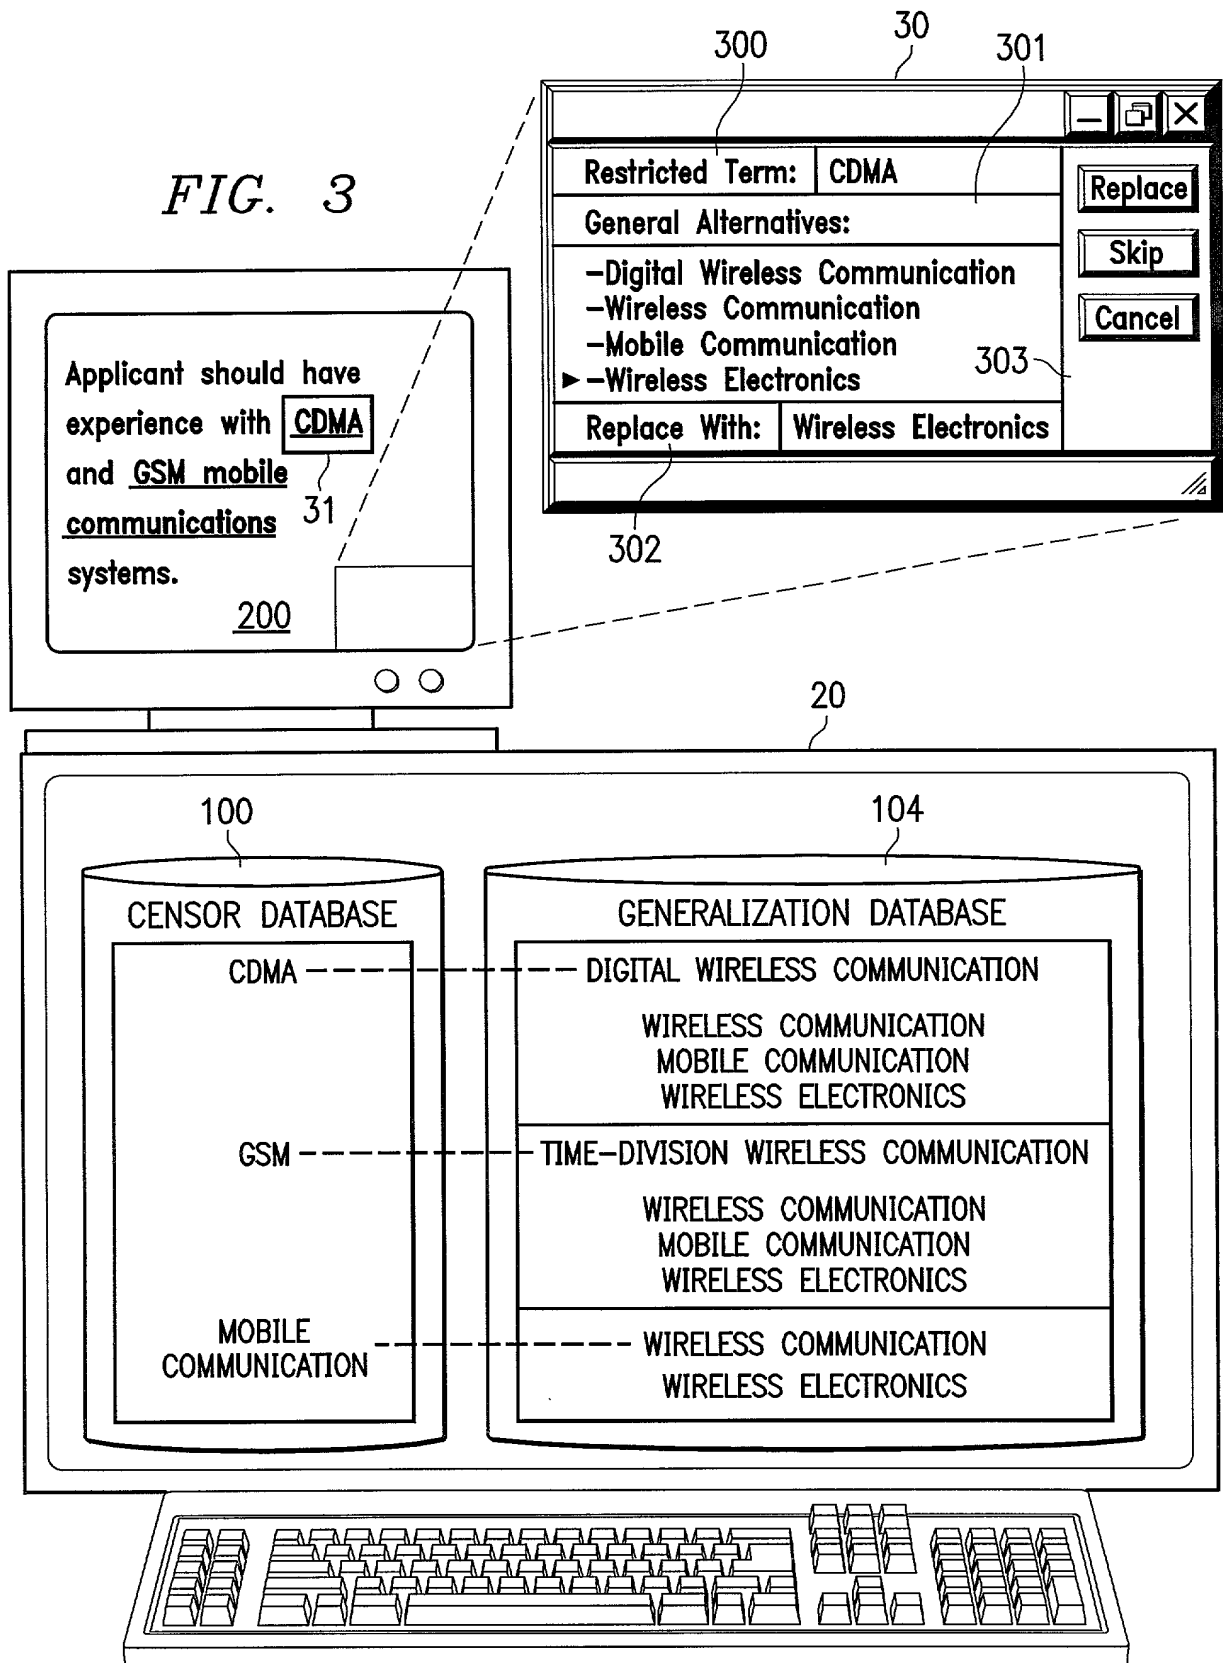 FIG. 3
30
300
301
Restricted Term: CDMA
General Alternatives:
–Digital Wireless Communication
–Wireless Communication
–Mobile Communication
▶–Wireless Electronics
Replace With: Wireless Electronics
Replace
Skip
Cancel
303
302
Applicant should have
experience with CDMA
and GSM mobile
communications
systems.
31
200
20
100
104
CENSOR DATABASE
CDMA
GSM
MOBILE
COMMUNICATION
GENERALIZATION DATABASE
DIGITAL WIRELESS COMMUNICATION
WIRELESS COMMUNICATION
MOBILE COMMUNICATION
WIRELESS ELECTRONICS
TIME–DIVISION WIRELESS COMMUNICATION
WIRELESS COMMUNICATION
MOBILE COMMUNICATION
WIRELESS ELECTRONICS
WIRELESS COMMUNICATION
WIRELESS ELECTRONICS